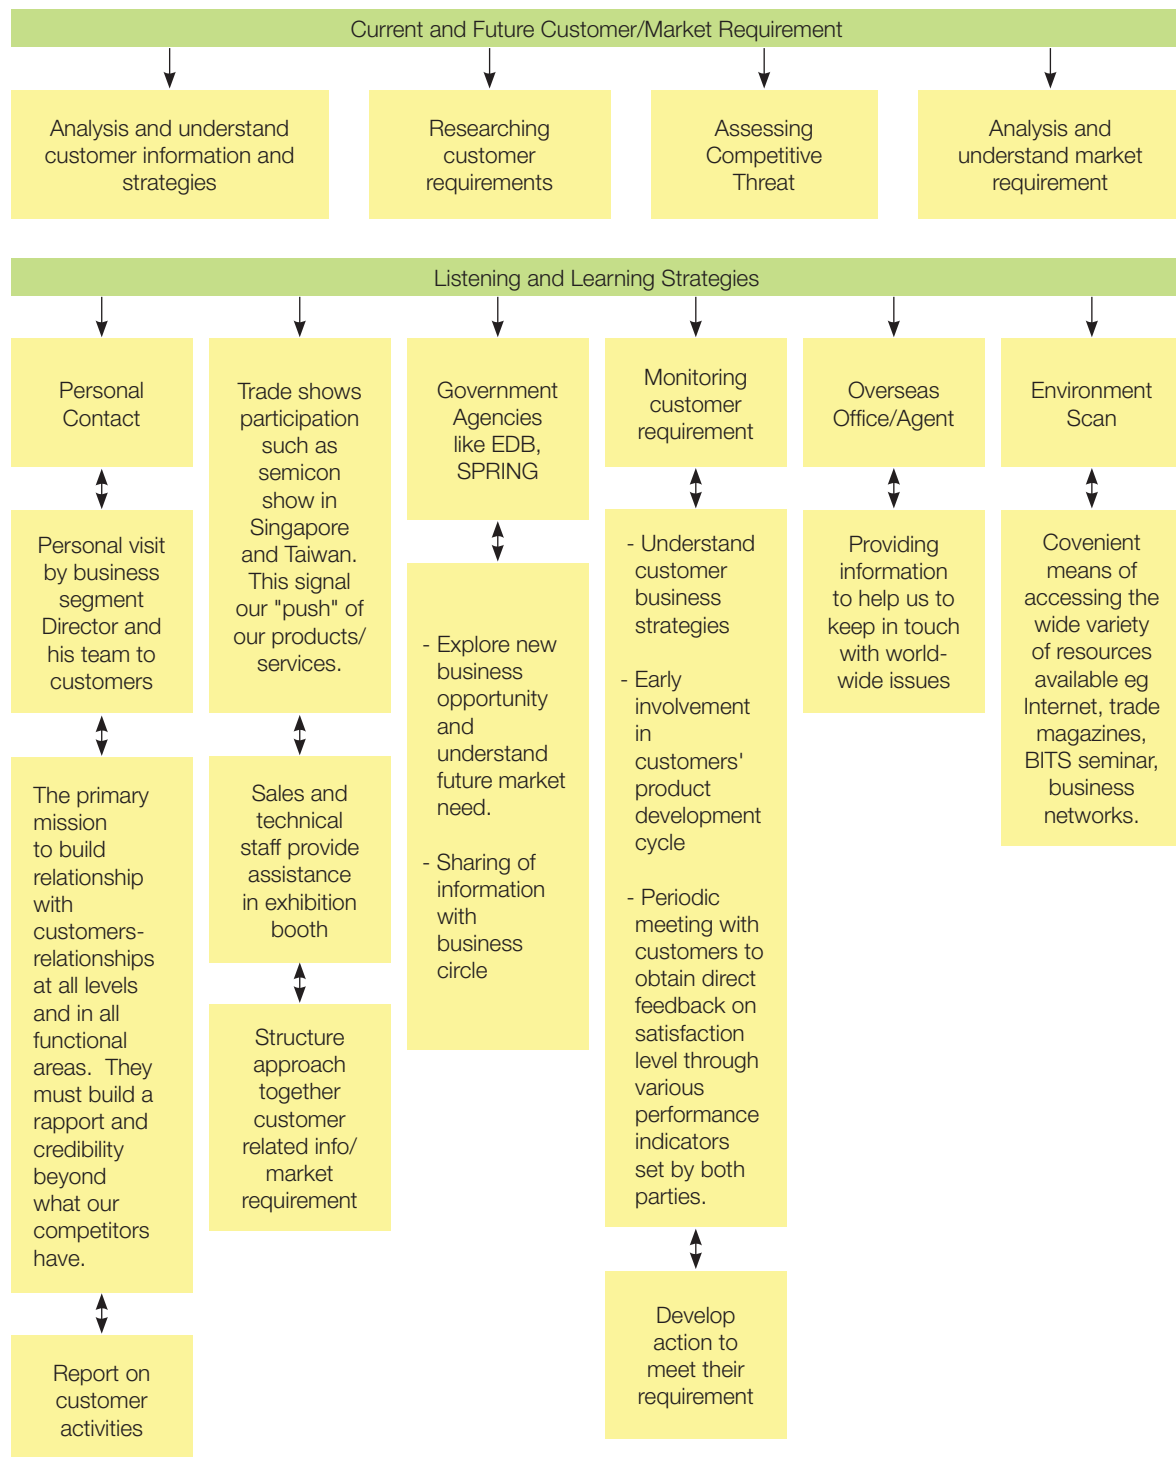 Current and Future Customer/Market Requirement
Analysis and understand
customer information and
strategies
Researching
customer
requirements
Assessing
Competitive
Threat
Analysis and
understand market
requirement
Listening and Learning Strategies
Personal
Contact
Personal visit
by business
segment
Director and
his team to
customers
The primary
mission
to build
relationship
with
customers-
relationships
at all levels
and in all
functional
areas. They
must build a
rapport and
credibility
beyond
what our
competitors
have.
Report on
customer
activities
Trade shows
participation
such as
semicon
show in
Singapore
and Taiwan.
This signal
our "push" of
our products/
services.
Sales and
technical
staff provide
assistance
in exhibition
booth
Structure
approach
together
customer
related info/
market
requirement
Government
Agencies
like EDB,
SPRING
- Explore new
business
opportunity
and
understand
future market
need.
- Sharing of
information
with
business
circle
Monitoring
customer
requirement
- Understand
customer
business
strategies
- Early
involvement
in
customers'
product
development
cycle
- Periodic
meeting with
customers to
obtain direct
feedback on
satisfaction
level through
various
performance
indicators
set by both
parties.
Develop
action to
meet their
requirement
Overseas
Office/Agent
Providing
information
to help us to
keep in touch
with world-
wide issues
Environment
Scan
Covenient
means of
accessing the
wide variety
of resources
available eg
Internet, trade
magazines,
BITS seminar,
business
networks.